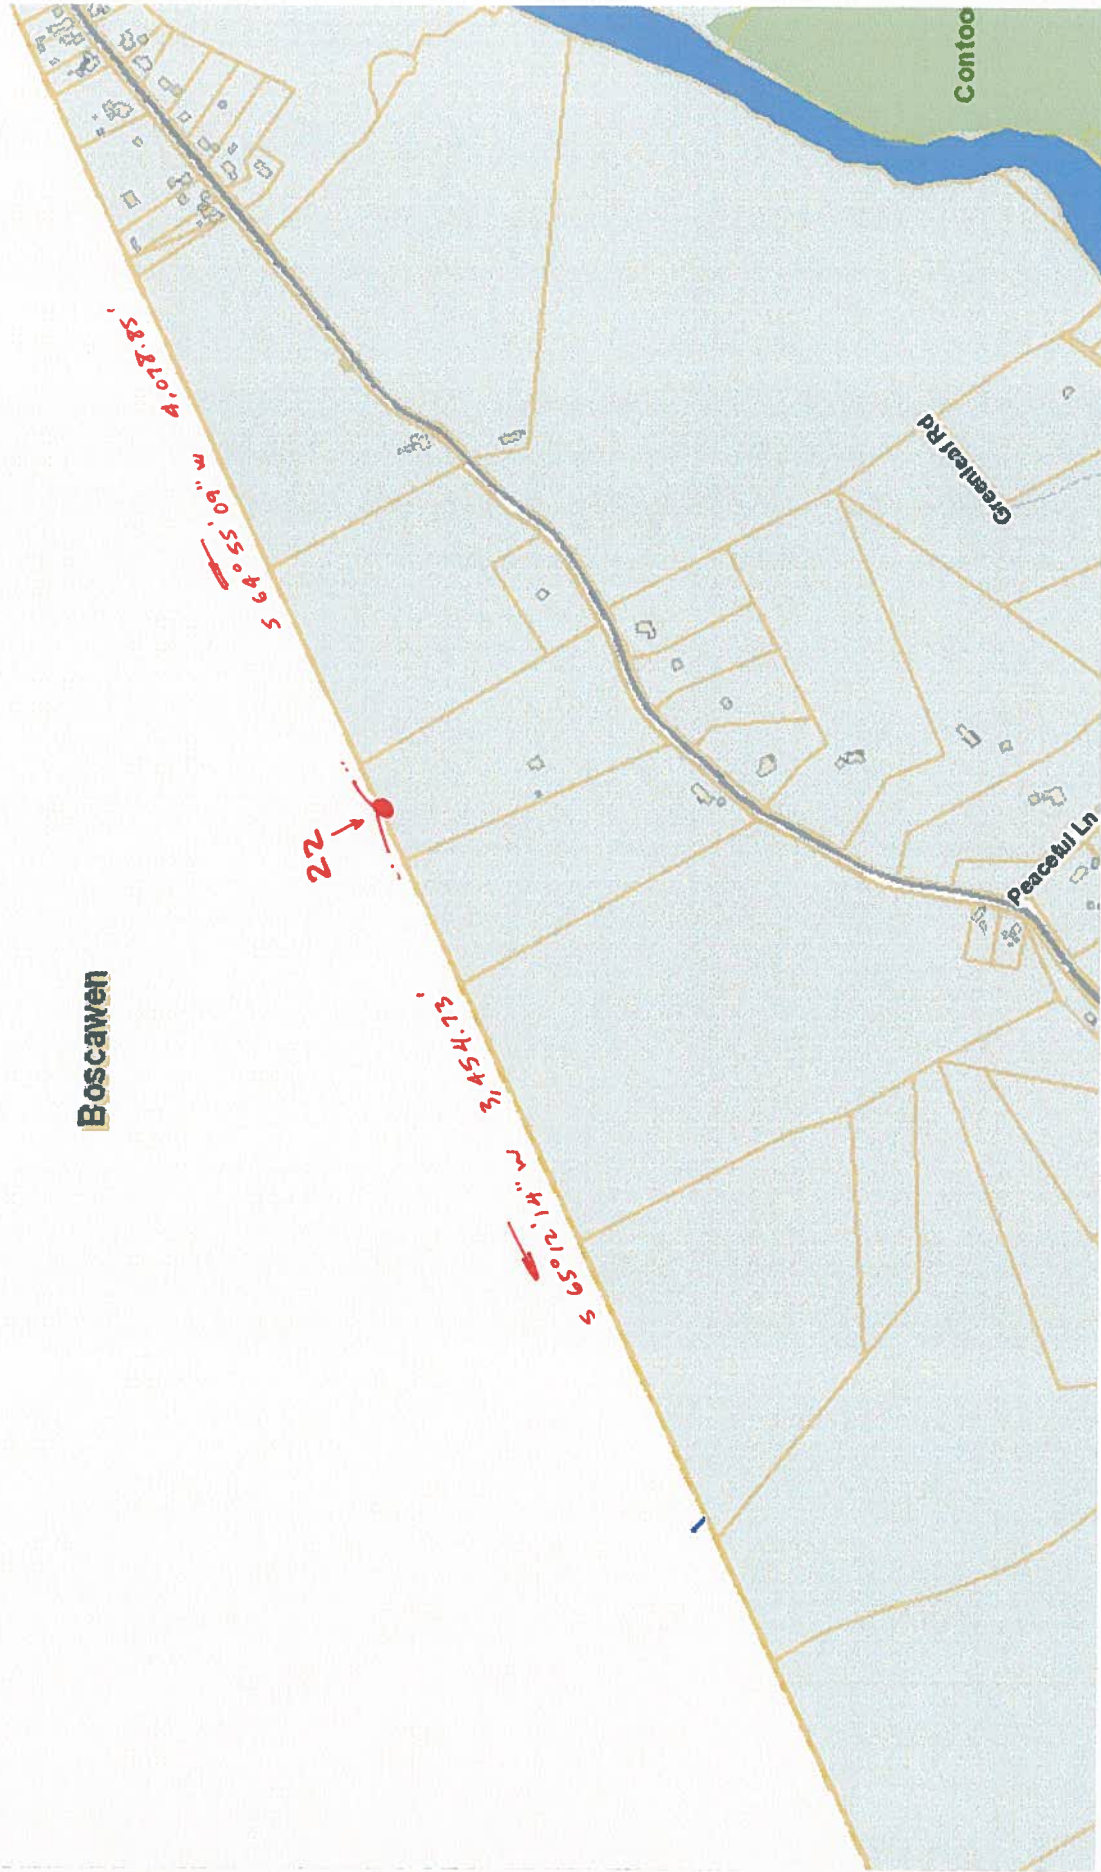 Contoo
4,078.85'
S 64° 55' 09" W
Greenleaf Rd
22
Boscawen
Peaceful Ln
3,454.73'
S 65° 12' 14" W